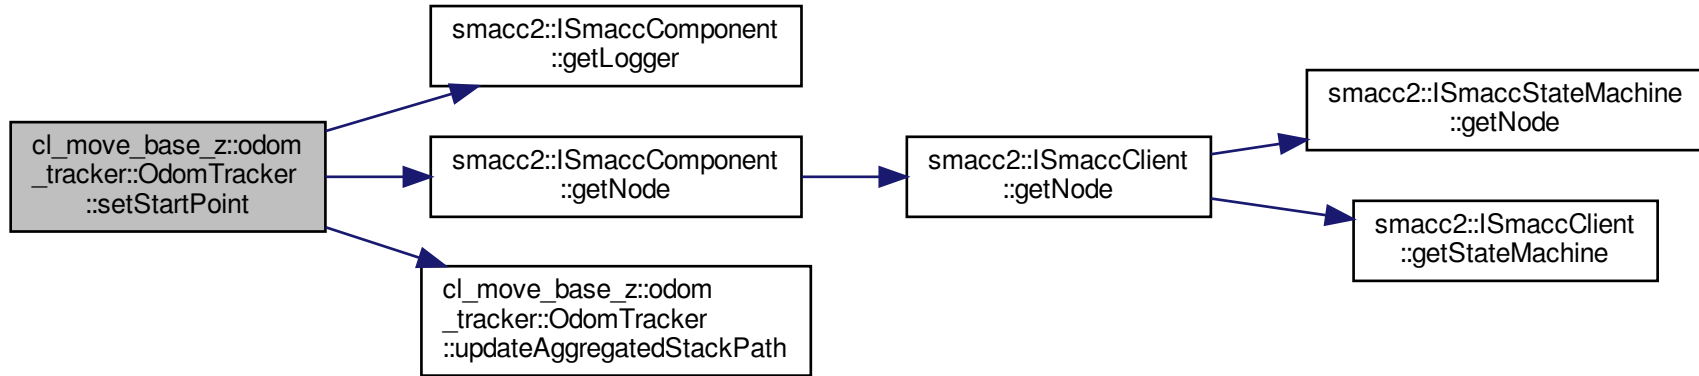 cl_move_base_z::odom
_tracker::OdomTracker
::setStartPoint
smacc2::ISmaccComponent
::getLogger
smacc2::ISmaccComponent
::getNode
cl_move_base_z::odom
_tracker::OdomTracker
::updateAggregatedStackPath
smacc2::ISmaccClient
::getNode
smacc2::ISmaccStateMachine
::getNode
smacc2::ISmaccClient
::getStateMachine